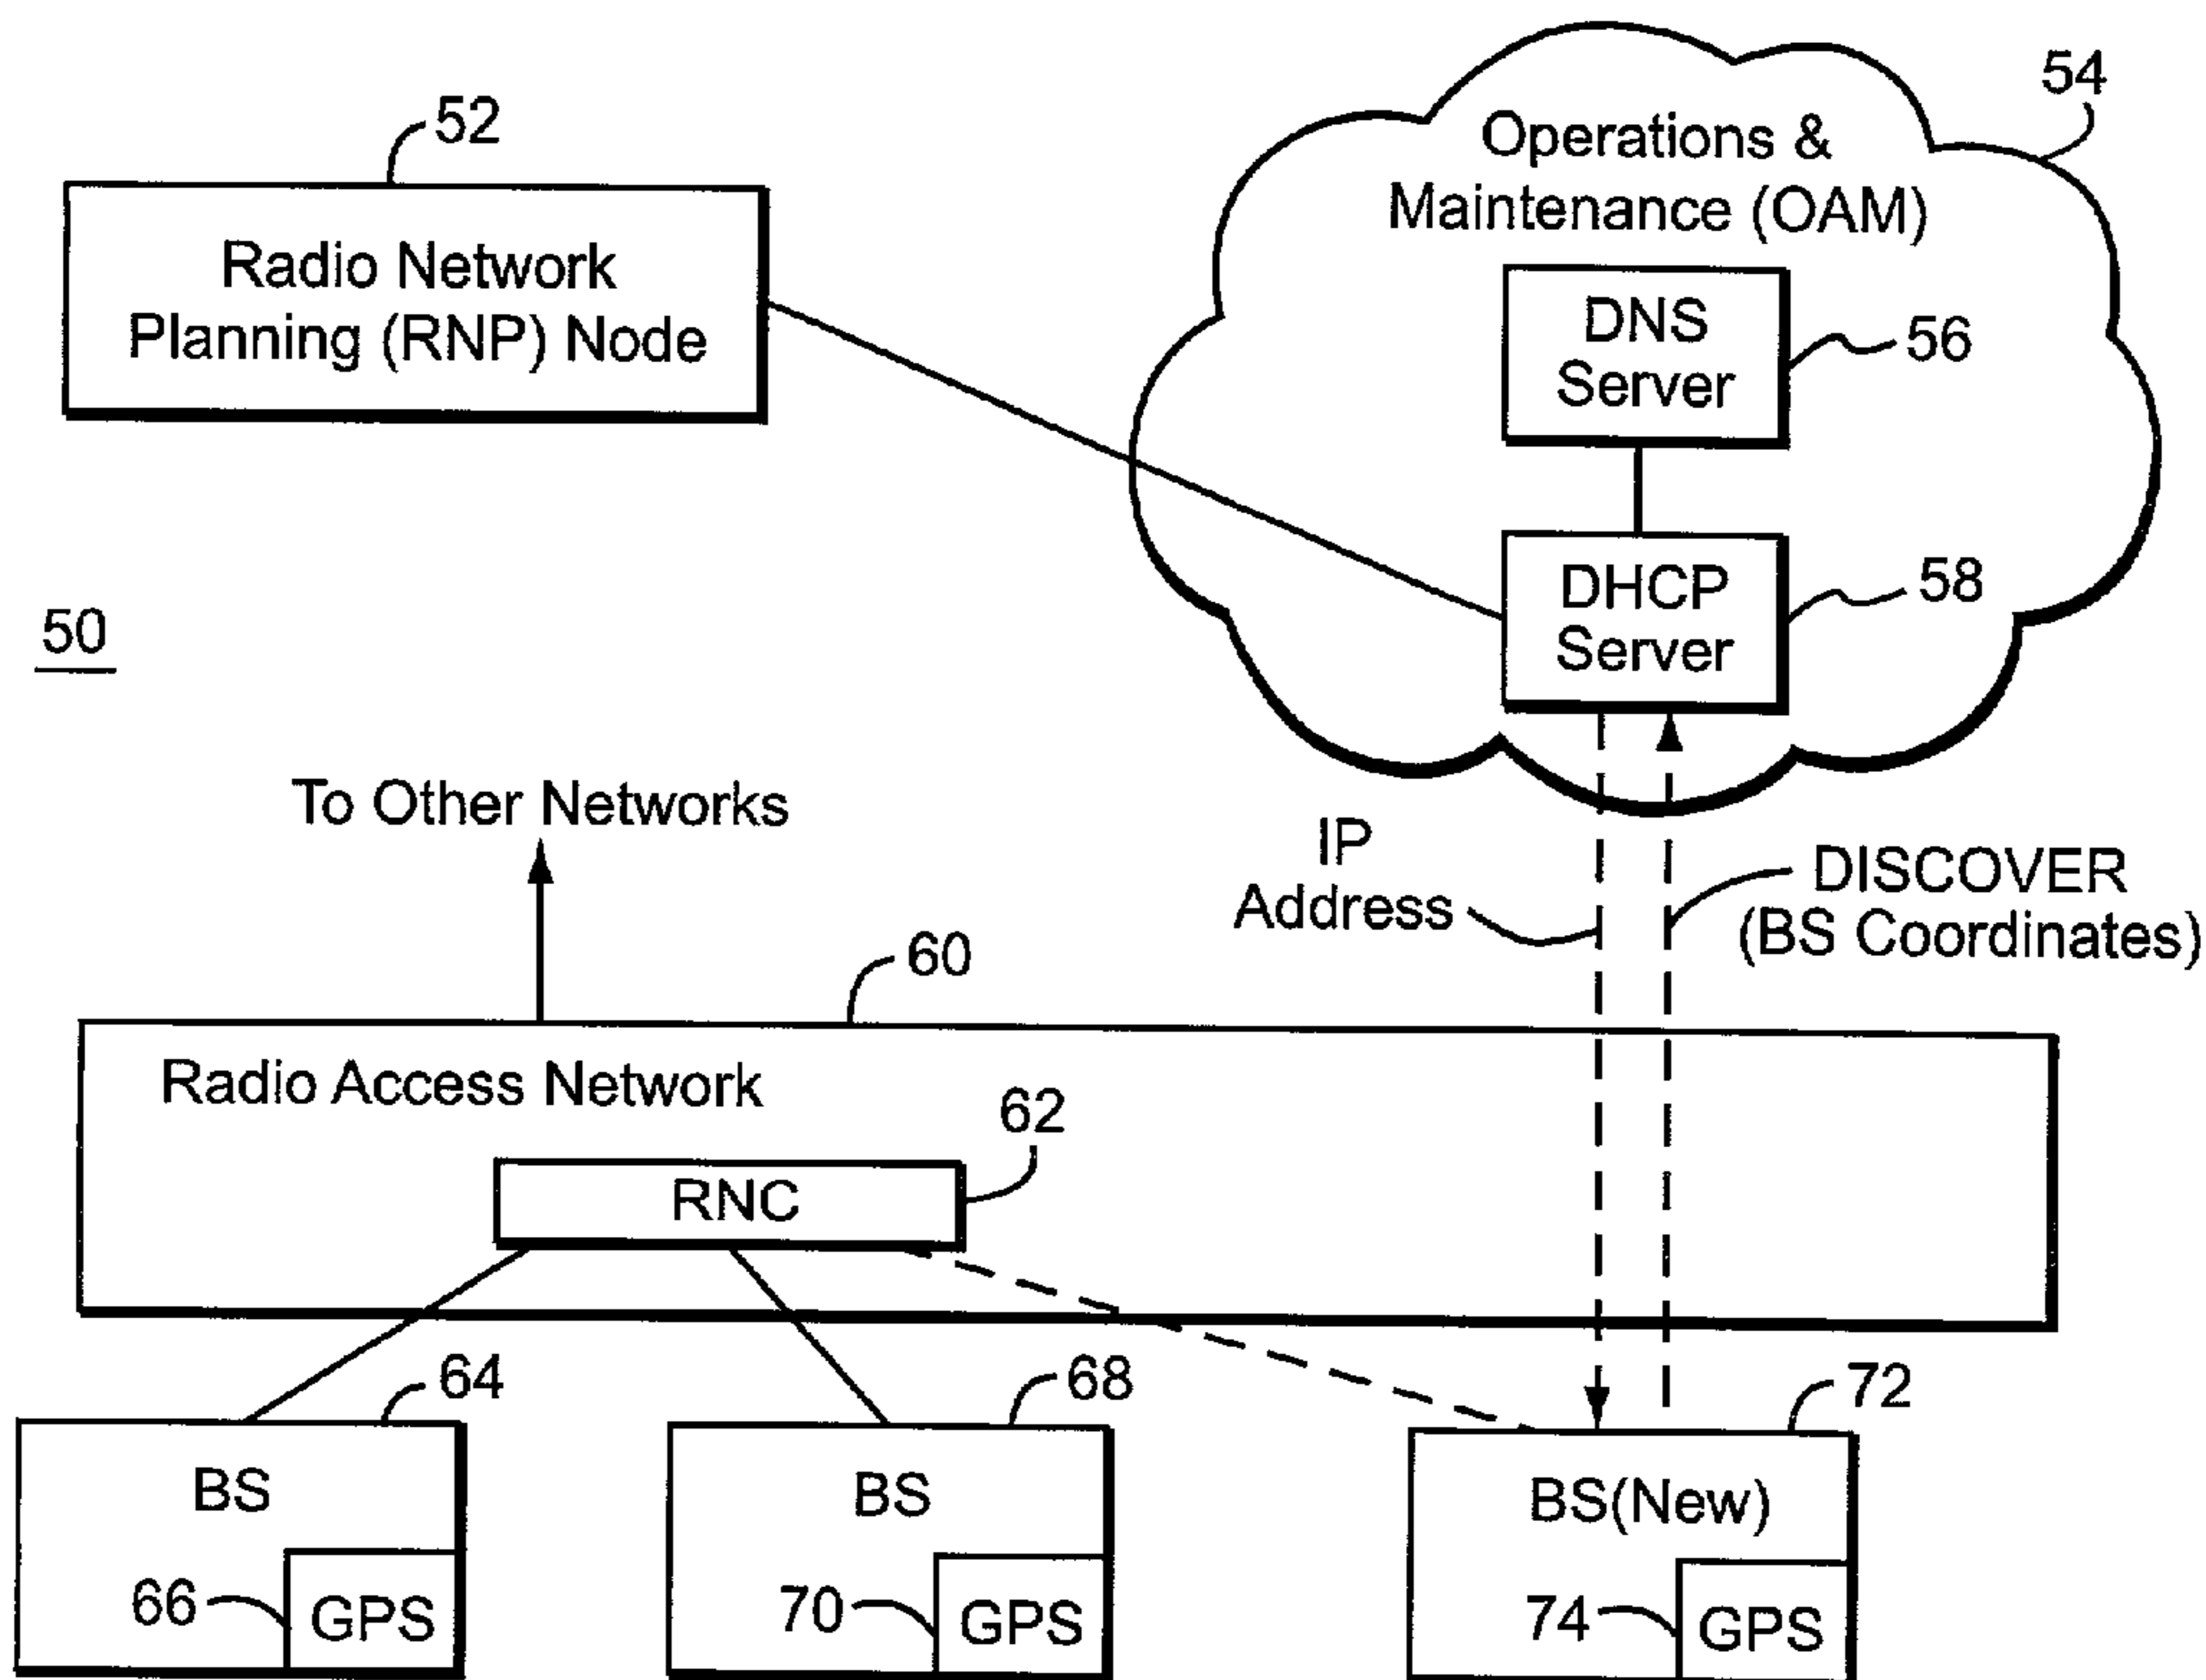 52
Radio Network
Planning (RNP) Node
54
Operations &
Maintenance (OAM)
DNS
Server
56
DHCP
Server
58
50
To Other Networks
IP
Address
DISCOVER
(BS Coordinates)
60
Radio Access Network
62
RNC
64
BS
66
GPS
68
BS
70
GPS
72
BS(New)
74
GPS